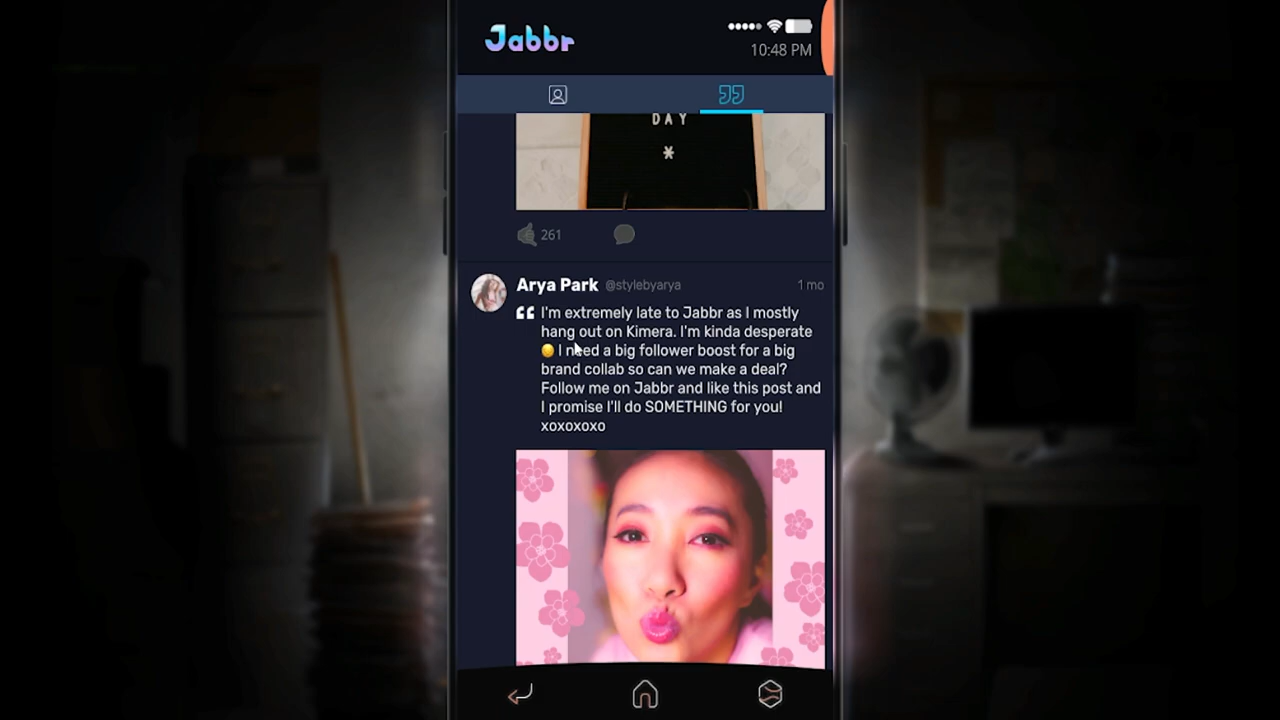 Jabbr
10:48 PM
DAY
*
261
Arya Park @stylebyarya 1 mo
I'm extremely late to Jabbr as I mostly
hang out on Kimera. I'm kinda desperate
I need a big follower boost for a big
brand collab so can we make a deal?
Follow me on Jabbr and like this post and
I promise I'll do SOMETHING for you!
xoxoxoxo